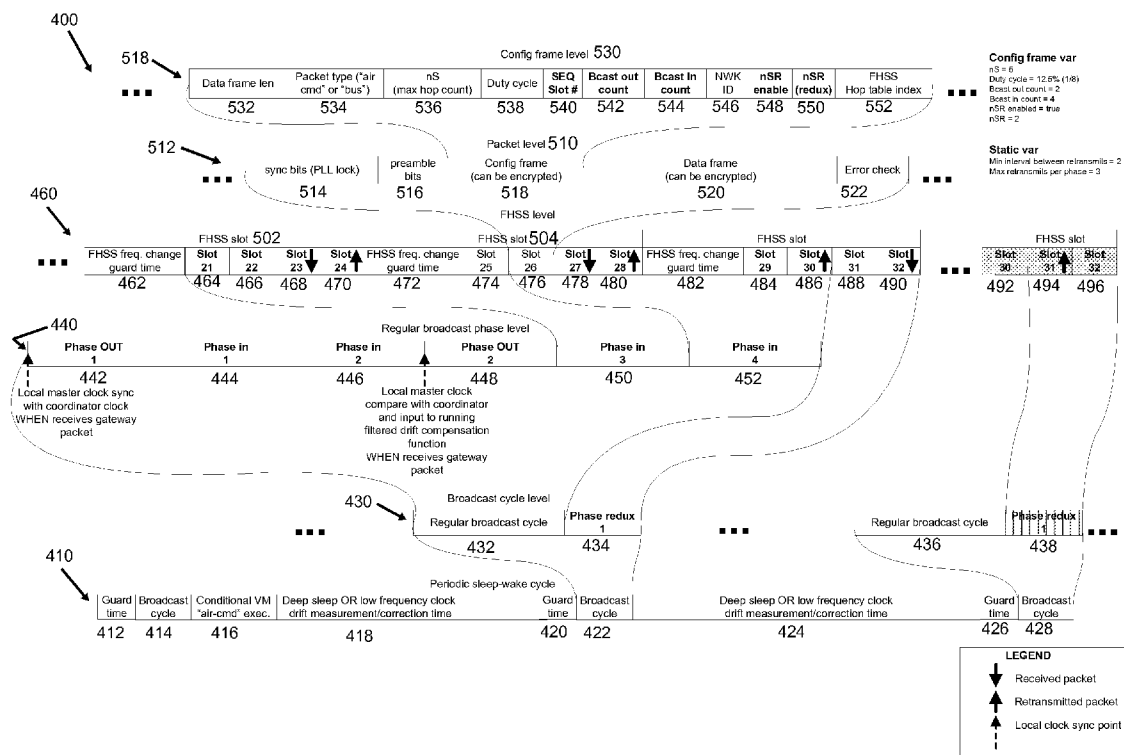 400
518
Config frame level 530
Data frame len
532
Packet type ("air cmd" or "bus")
534
nS (max hop count)
536
Duty cycle
538
SEQ Slot #
540
Bcast out count
542
Bcast In count
544
NWK ID
546
nSR enable
548
nSR (redux)
550
FHSS Hop table index
552
Config frame var
nS = 6
Duty cycle = 12.5% (1/8)
Bcast out count = 2
Bcast in count = 4
nSR enabled = true
nSR = 2
Static var
Min interval between retransmits = 2
Max retransmits per phase = 3
512
Packet level 510
sync bits (PLL lock)
514
preamble bits
516
Config frame (can be encrypted)
518
Data frame (can be encrypted)
520
Error check
522
460
FHSS level
FHSS slot 502
FHSS slot 504
FHSS slot
FHSS slot
FHSS freq. change guard time
462
Slot 21
464
Slot 22
466
Slot 23
468
Slot 24
470
FHSS freq. change guard time
472
Slot 25
474
Slot 26
476
Slot 27
478
Slot 28
480
FHSS freq. change guard time
482
Slot 29
484
Slot 30
486
Slot 31
488
Slot 32
490
Slot 30
492
Slot 31
494
Slot 32
496
440
Regular broadcast phase level
Phase OUT 1
442
Phase in 1
444
Phase in 2
446
Phase OUT 2
448
Phase in 3
450
Phase in 4
452
Local master clock sync
with coordinator clock
WHEN receives gateway
packet
Local master clock
compare with coordinator
and input to running
filtered drift compensation
function
WHEN receives gateway
packet
430
Broadcast cycle level
Regular broadcast cycle
432
Phase redux 1
434
Regular broadcast cycle
436
Phase redux 1
438
410
Periodic sleep-wake cycle
Guard time
412
Broadcast cycle
414
Conditional VM "air-cmd" exec.
416
Deep sleep OR low frequency clock drift measurement/correction time
418
Guard time
420
Broadcast cycle
422
Deep sleep OR low frequency clock drift measurement/correction time
424
Guard time
426
Broadcast cycle
428
LEGEND
Received packet
Retransmitted packet
Local clock sync point